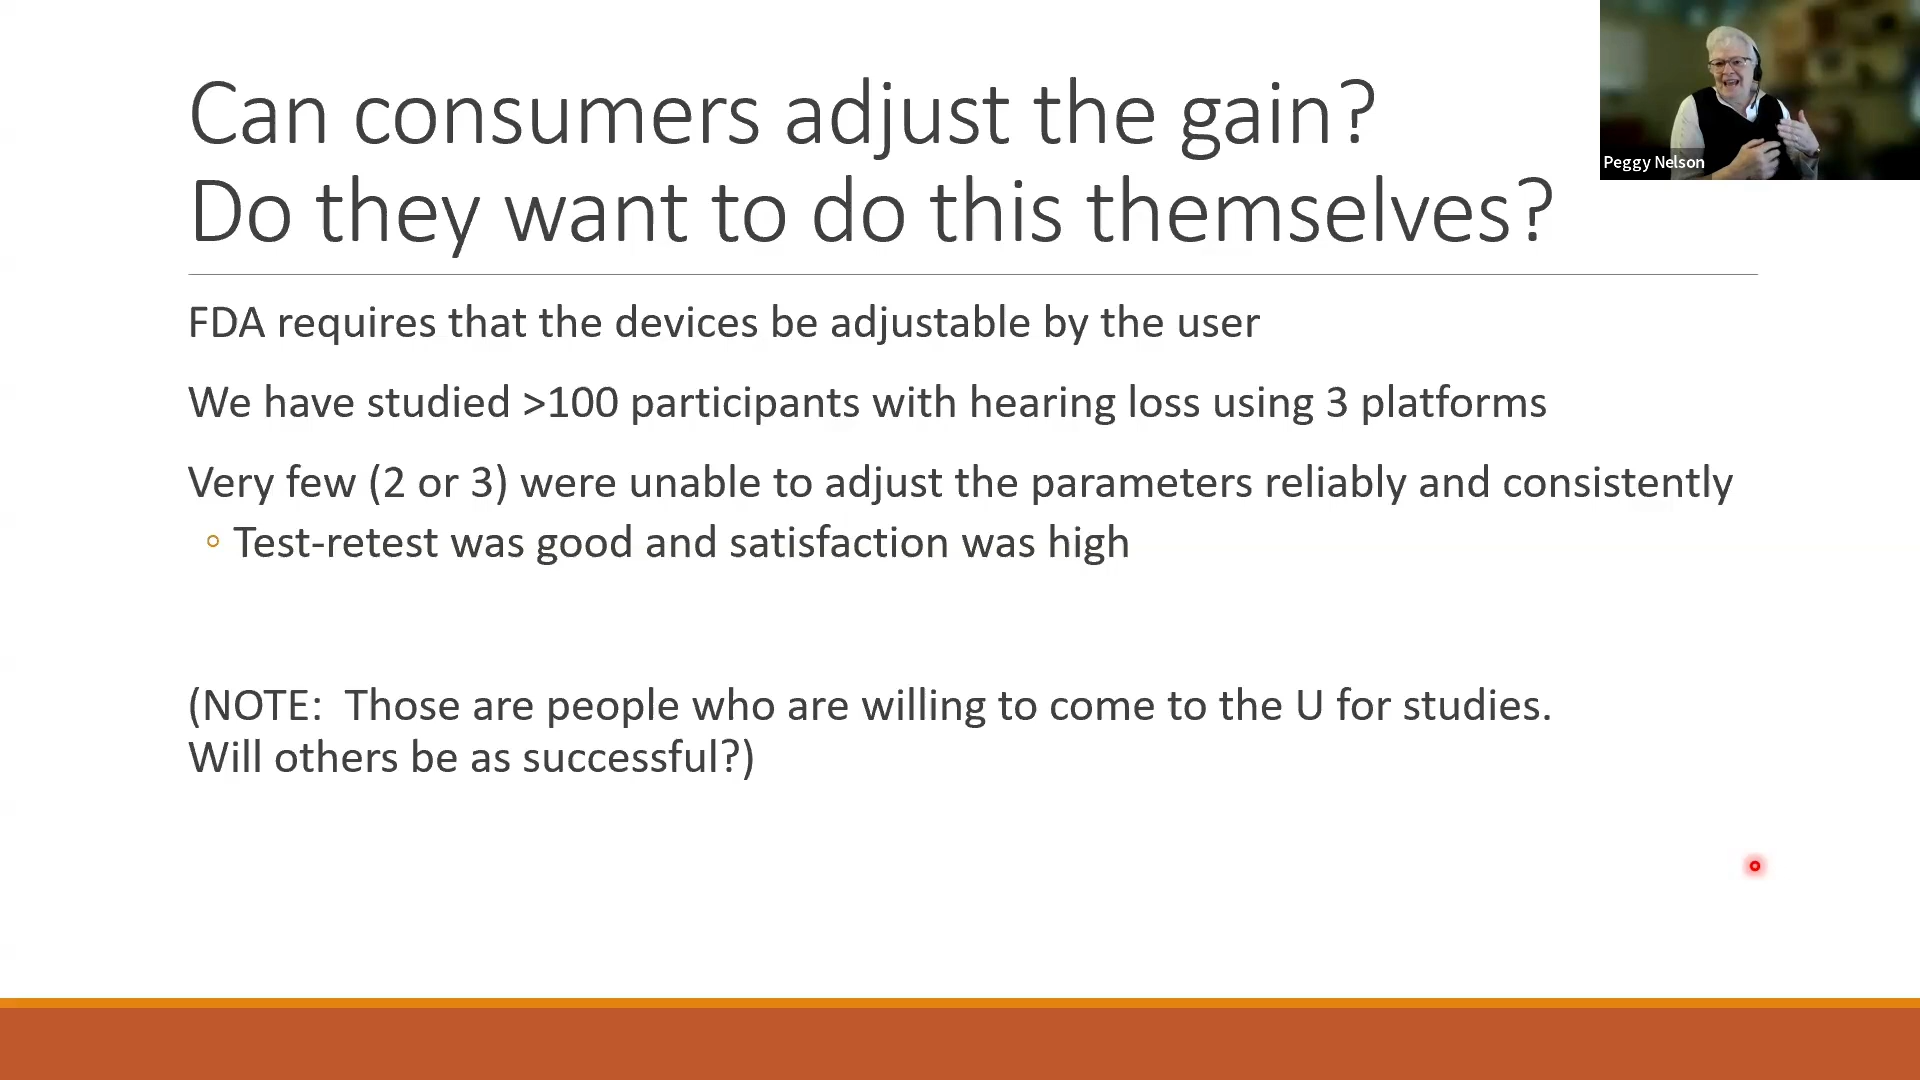 Can consumers adjust the gain?
Do they want to do this themselves?
Peggy Nelson
FDA requires that the devices be adjustable by the user
We have studied >100 participants with hearing loss using 3 platforms
Very few (2 or 3) were unable to adjust the parameters reliably and consistently
◦ Test-retest was good and satisfaction was high
(NOTE:  Those are people who are willing to come to the U for studies.
Will others be as successful?)